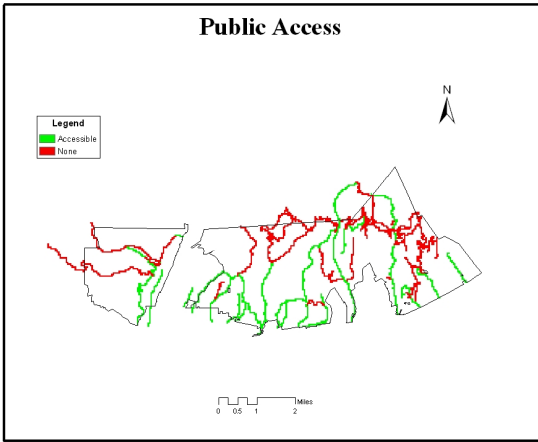 Public Access
N
Legend
Accessible
None
Miles
0 0.5 1 2